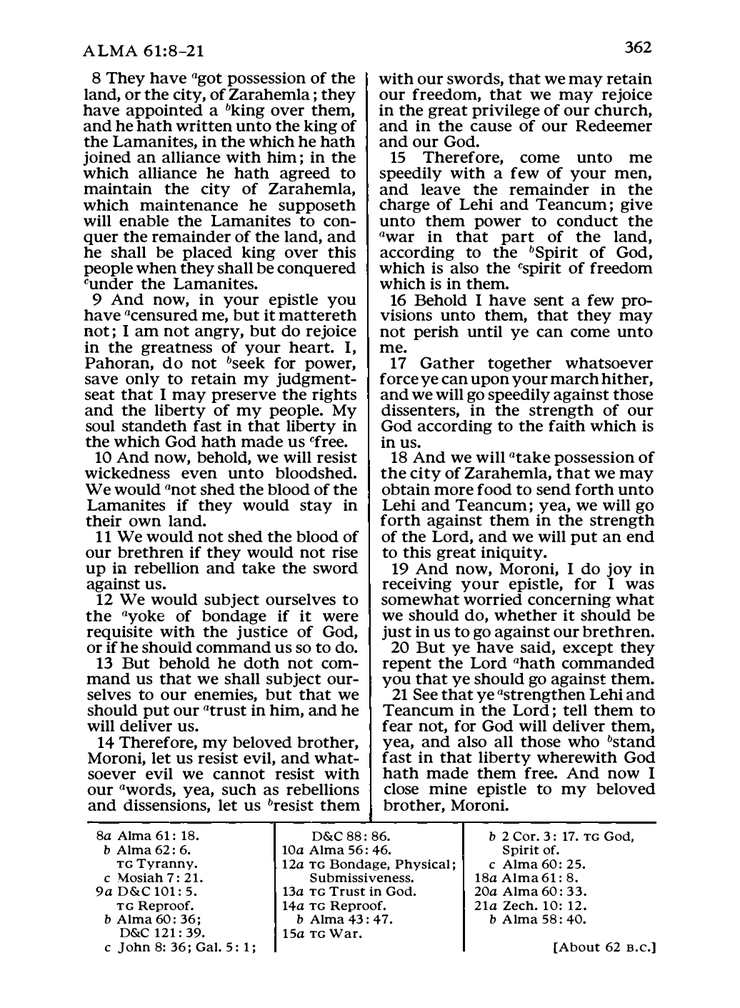 ALMA 61:8–21
362
8 They have ᵃgot possession of the
land, or the city, of Zarahemla; they
have appointed a ᵇking over them,
and he hath written unto the king of
the Lamanites, in the which he hath
joined an alliance with him; in the
which alliance he hath agreed to
maintain the city of Zarahemla,
which maintenance he supposeth
will enable the Lamanites to con-
quer the remainder of the land, and
he shall be placed king over this
people when they shall be conquered
ᶜunder the Lamanites.
9 And now, in your epistle you
have ᵃcensured me, but it mattereth
not; I am not angry, but do rejoice
in the greatness of your heart. I,
Pahoran, do not ᵇseek for power,
save only to retain my judgment-
seat that I may preserve the rights
and the liberty of my people. My
soul standeth fast in that liberty in
the which God hath made us ᶜfree.
10 And now, behold, we will resist
wickedness even unto bloodshed.
We would ᵃnot shed the blood of the
Lamanites if they would stay in
their own land.
11 We would not shed the blood of
our brethren if they would not rise
up in rebellion and take the sword
against us.
12 We would subject ourselves to
the ᵃyoke of bondage if it were
requisite with the justice of God,
or if he should command us so to do.
13 But behold he doth not com-
mand us that we shall subject our-
selves to our enemies, but that we
should put our ᵃtrust in him, and he
will deliver us.
14 Therefore, my beloved brother,
Moroni, let us resist evil, and what-
soever evil we cannot resist with
our ᵃwords, yea, such as rebellions
and dissensions, let us ᵇresist them
with our swords, that we may retain
our freedom, that we may rejoice
in the great privilege of our church,
and in the cause of our Redeemer
and our God.
15 Therefore, come unto me
speedily with a few of your men,
and leave the remainder in the
charge of Lehi and Teancum; give
unto them power to conduct the
ᵃwar in that part of the land,
according to the ᵇSpirit of God,
which is also the ᶜspirit of freedom
which is in them.
16 Behold I have sent a few pro-
visions unto them, that they may
not perish until ye can come unto
me.
17 Gather together whatsoever
force ye can upon your march hither,
and we will go speedily against those
dissenters, in the strength of our
God according to the faith which is
in us.
18 And we will ᵃtake possession of
the city of Zarahemla, that we may
obtain more food to send forth unto
Lehi and Teancum; yea, we will go
forth against them in the strength
of the Lord, and we will put an end
to this great iniquity.
19 And now, Moroni, I do joy in
receiving your epistle, for I was
somewhat worried concerning what
we should do, whether it should be
just in us to go against our brethren.
20 But ye have said, except they
repent the Lord ᵃhath commanded
you that ye should go against them.
21 See that ye ᵃstrengthen Lehi and
Teancum in the Lord; tell them to
fear not, for God will deliver them,
yea, and also all those who ᵇstand
fast in that liberty wherewith God
hath made them free. And now I
close mine epistle to my beloved
brother, Moroni.
8a Alma 61: 18.
b Alma 62: 6.
TG Tyranny.
c Mosiah 7: 21.
9a D&C 101: 5.
TG Reproof.
b Alma 60: 36;
D&C 121: 39.
c John 8: 36; Gal. 5: 1;
D&C 88: 86.
10a Alma 56: 46.
12a TG Bondage, Physical;
Submissiveness.
13a TG Trust in God.
14a TG Reproof.
b Alma 43: 47.
15a TG War.
b 2 Cor. 3: 17. TG God,
Spirit of.
c Alma 60: 25.
18a Alma 61: 8.
20a Alma 60: 33.
21a Zech. 10: 12.
b Alma 58: 40.
[About 62 B.C.]